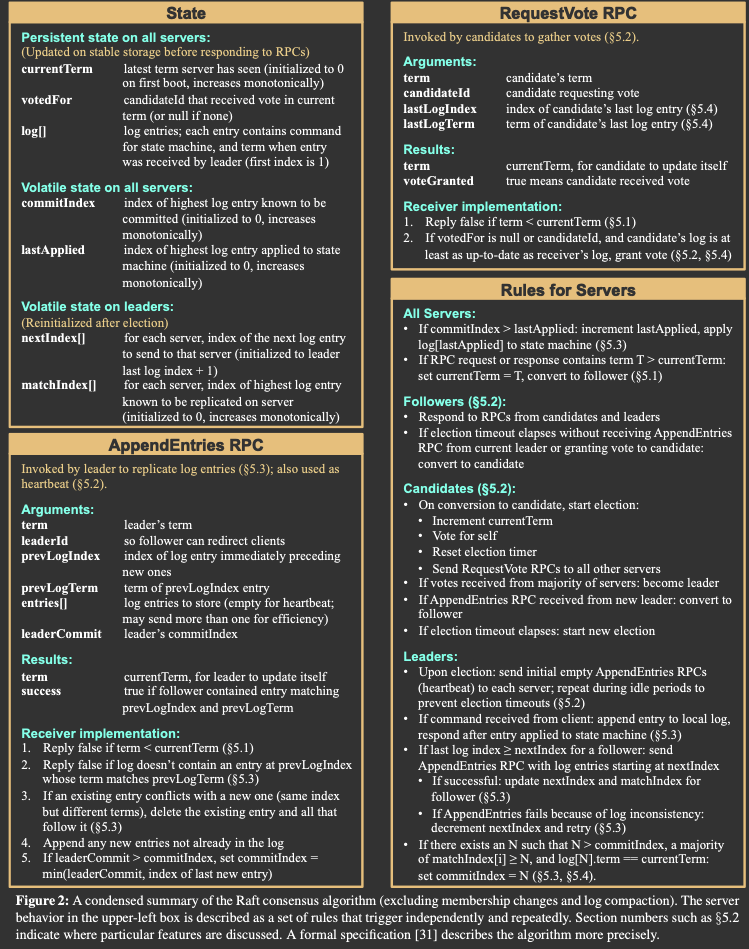 State
Persistent state on all servers:
(Updated on stable storage before responding to RPCs)
currentTerm latest term server has seen (initialized to 0
on first boot, increases monotonically)
votedFor candidateId that received vote in current
term (or null if none)
log[] log entries; each entry contains command
for state machine, and term when entry
was received by leader (first index is 1)
Volatile state on all servers:
commitIndex index of highest log entry known to be
committed (initialized to 0, increases
monotonically)
lastApplied index of highest log entry applied to state
machine (initialized to 0, increases
monotonically)
Volatile state on leaders:
(Reinitialized after election)
nextIndex[] for each server, index of the next log entry
to send to that server (initialized to leader
last log index + 1)
matchIndex[] for each server, index of highest log entry
known to be replicated on server
(initialized to 0, increases monotonically)
AppendEntries RPC
Invoked by leader to replicate log entries (§5.3); also used as
heartbeat (§5.2).
Arguments:
term leader's term
leaderId so follower can redirect clients
prevLogIndex index of log entry immediately preceding
new ones
prevLogTerm term of prevLogIndex entry
entries[] log entries to store (empty for heartbeat;
may send more than one for efficiency)
leaderCommit leader's commitIndex
Results:
term currentTerm, for leader to update itself
success true if follower contained entry matching
prevLogIndex and prevLogTerm
Receiver implementation:
1. Reply false if term < currentTerm (§5.1)
2. Reply false if log doesn't contain an entry at prevLogIndex
whose term matches prevLogTerm (§5.3)
3. If an existing entry conflicts with a new one (same index
but different terms), delete the existing entry and all that
follow it (§5.3)
4. Append any new entries not already in the log
5. If leaderCommit > commitIndex, set commitIndex =
min(leaderCommit, index of last new entry)
RequestVote RPC
Invoked by candidates to gather votes (§5.2).
Arguments:
term candidate's term
candidateId candidate requesting vote
lastLogIndex index of candidate's last log entry (§5.4)
lastLogTerm term of candidate's last log entry (§5.4)
Results:
term currentTerm, for candidate to update itself
voteGranted true means candidate received vote
Receiver implementation:
1. Reply false if term < currentTerm (§5.1)
2. If votedFor is null or candidateId, and candidate's log is at
least as up-to-date as receiver's log, grant vote (§5.2, §5.4)
Rules for Servers
All Servers:
• If commitIndex > lastApplied: increment lastApplied, apply
log[lastApplied] to state machine (§5.3)
• If RPC request or response contains term T > currentTerm:
set currentTerm = T, convert to follower (§5.1)
Followers (§5.2):
• Respond to RPCs from candidates and leaders
• If election timeout elapses without receiving AppendEntries
RPC from current leader or granting vote to candidate:
convert to candidate
Candidates (§5.2):
• On conversion to candidate, start election:
• Increment currentTerm
• Vote for self
• Reset election timer
• Send RequestVote RPCs to all other servers
• If votes received from majority of servers: become leader
• If AppendEntries RPC received from new leader: convert to
follower
• If election timeout elapses: start new election
Leaders:
• Upon election: send initial empty AppendEntries RPCs
(heartbeat) to each server; repeat during idle periods to
prevent election timeouts (§5.2)
• If command received from client: append entry to local log,
respond after entry applied to state machine (§5.3)
• If last log index ≥ nextIndex for a follower: send
AppendEntries RPC with log entries starting at nextIndex
• If successful: update nextIndex and matchIndex for
follower (§5.3)
• If AppendEntries fails because of log inconsistency:
decrement nextIndex and retry (§5.3)
• If there exists an N such that N > commitIndex, a majority
of matchIndex[i] ≥ N, and log[N].term == currentTerm:
set commitIndex = N (§5.3, §5.4).
Figure 2: A condensed summary of the Raft consensus algorithm (excluding membership changes and log compaction). The server
behavior in the upper-left box is described as a set of rules that trigger independently and repeatedly. Section numbers such as §5.2
indicate where particular features are discussed. A formal specification [31] describes the algorithm more precisely.